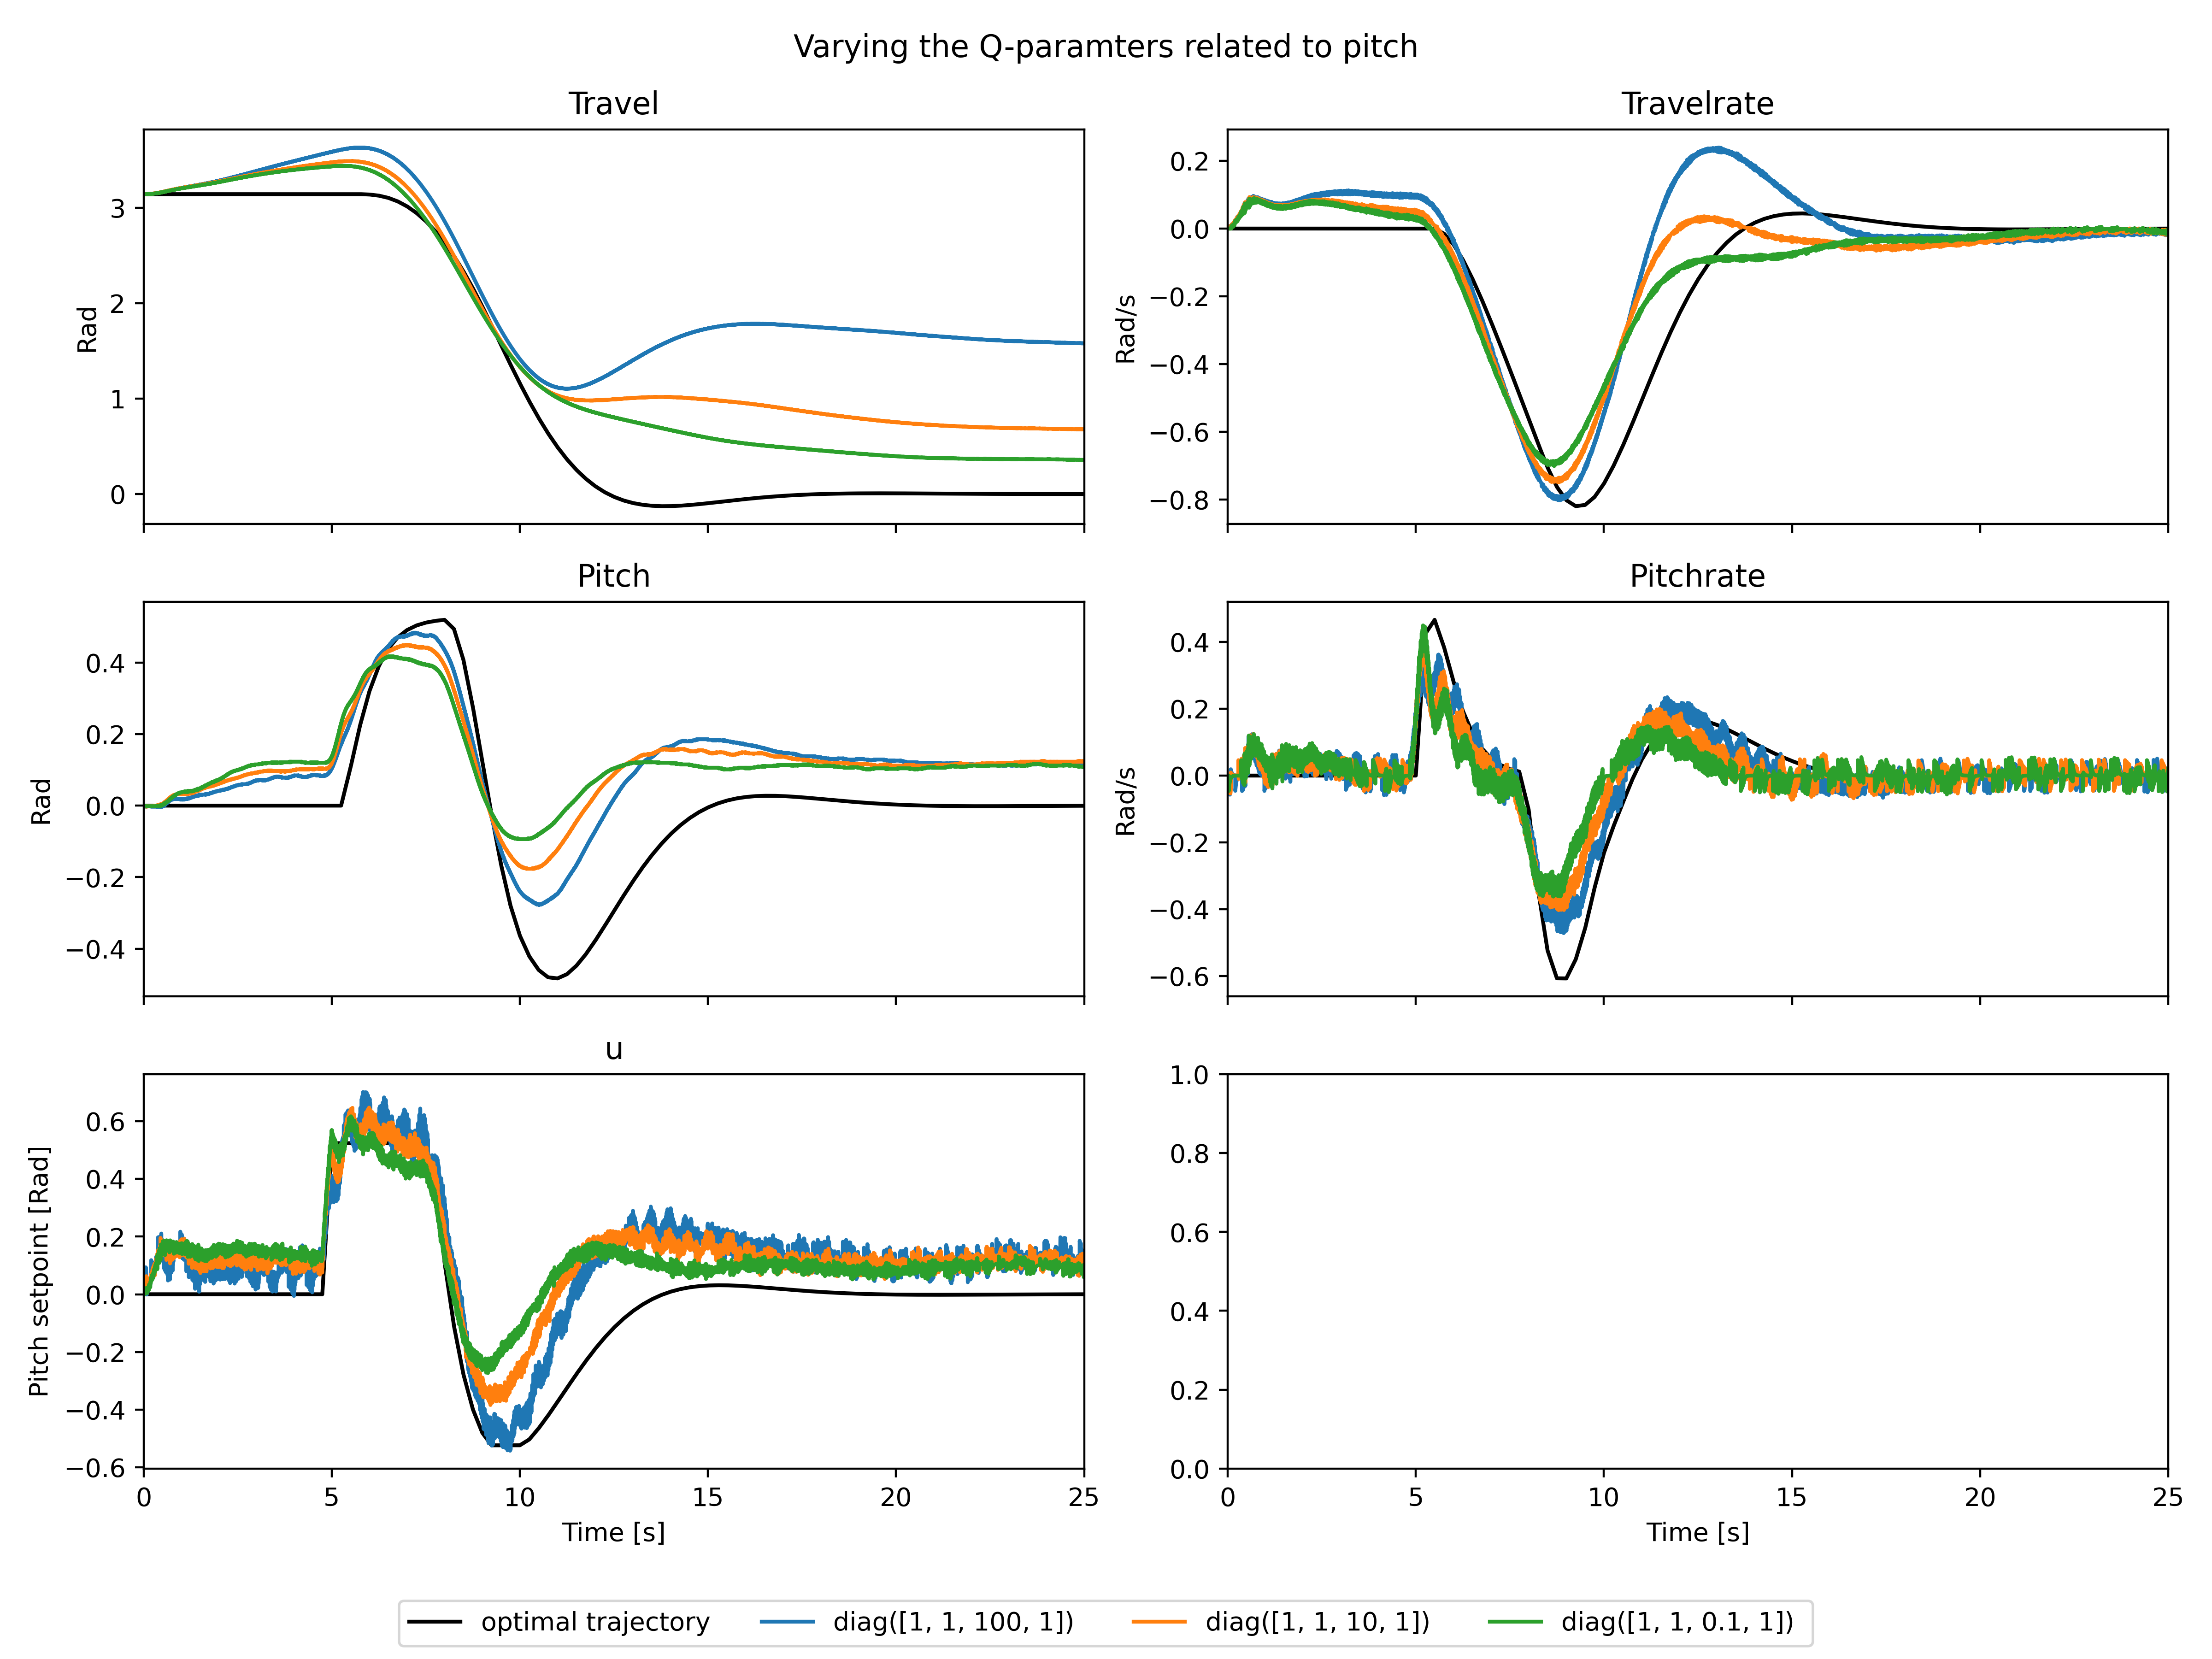 Varying the Q-paramters related to pitch
Travel
Rad
3
2
1
0
Travelrate
Rad/s
0.2
0.0
−0.2
−0.4
−0.6
−0.8
Pitch
Rad
0.4
0.2
0.0
−0.2
−0.4
Pitchrate
Rad/s
0.4
0.2
0.0
−0.2
−0.4
−0.6
u
Pitch setpoint [Rad]
0.6
0.4
0.2
0.0
−0.2
−0.4
−0.6
0 5 10 15 20 25
Time [s]
1.0
0.8
0.6
0.4
0.2
0.0
0 5 10 15 20 25
Time [s]
optimal trajectory
diag([1, 1, 100, 1])
diag([1, 1, 10, 1])
diag([1, 1, 0.1, 1])